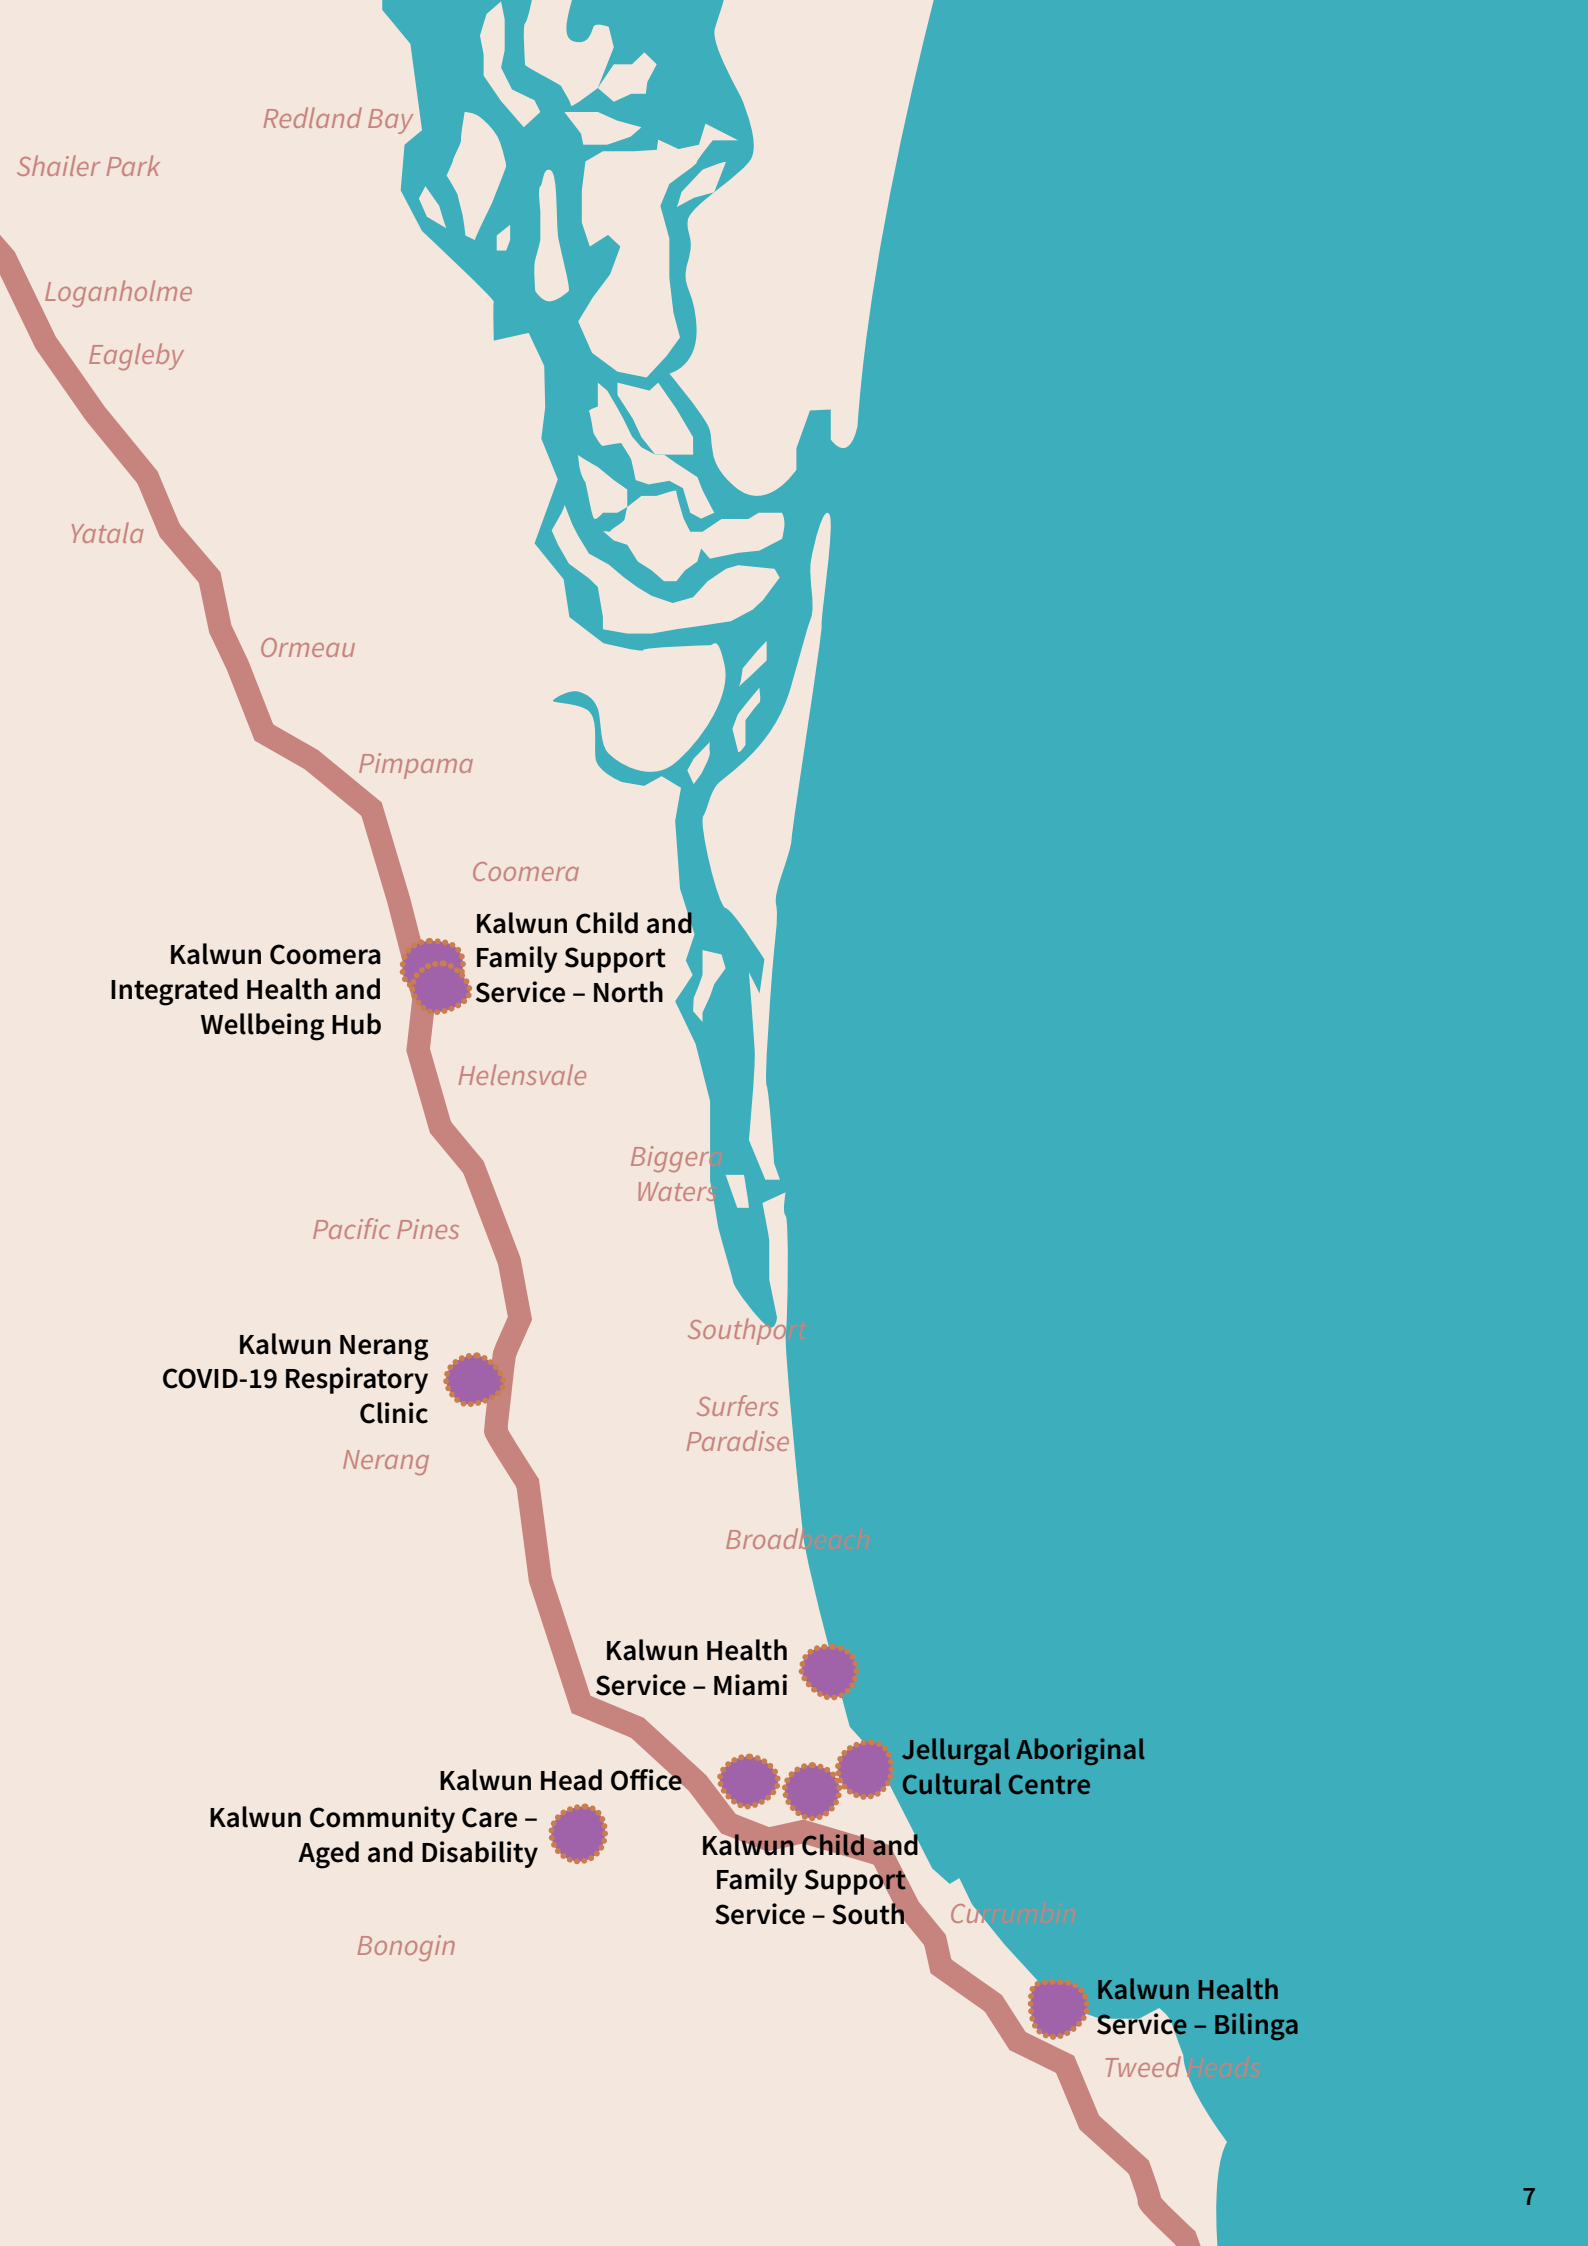 Redland Bay
Shailer Park
Loganholme
Eagleby
Yatala
Ormeau
Pimpama
Coomera
Kalwun Child and
Family Support
Service – North
Kalwun Coomera
Integrated Health and
Wellbeing Hub
Helensvale
Biggera
Waters
Pacific Pines
Southport
Kalwun Nerang
COVID-19 Respiratory
Clinic
Surfers
Paradise
Nerang
Broadbeach
Kalwun Health
Service – Miami
Jellurgal Aboriginal
Cultural Centre
Kalwun Head Office
Kalwun Community Care –
Aged and Disability
Kalwun Child and
Family Support
Service – South
Currumbin
Bonogin
Kalwun Health
Service – Bilinga
Tweed Heads
7